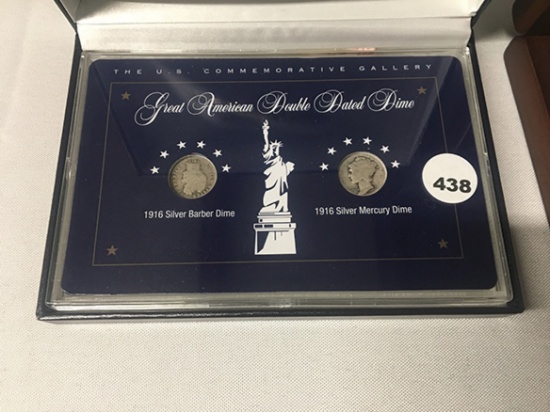 THE U.S. COMMEMORATIVE GALLERY
Great American Double Dated Dime
1916 Silver Barber Dime
1916 Silver Mercury Dime
438